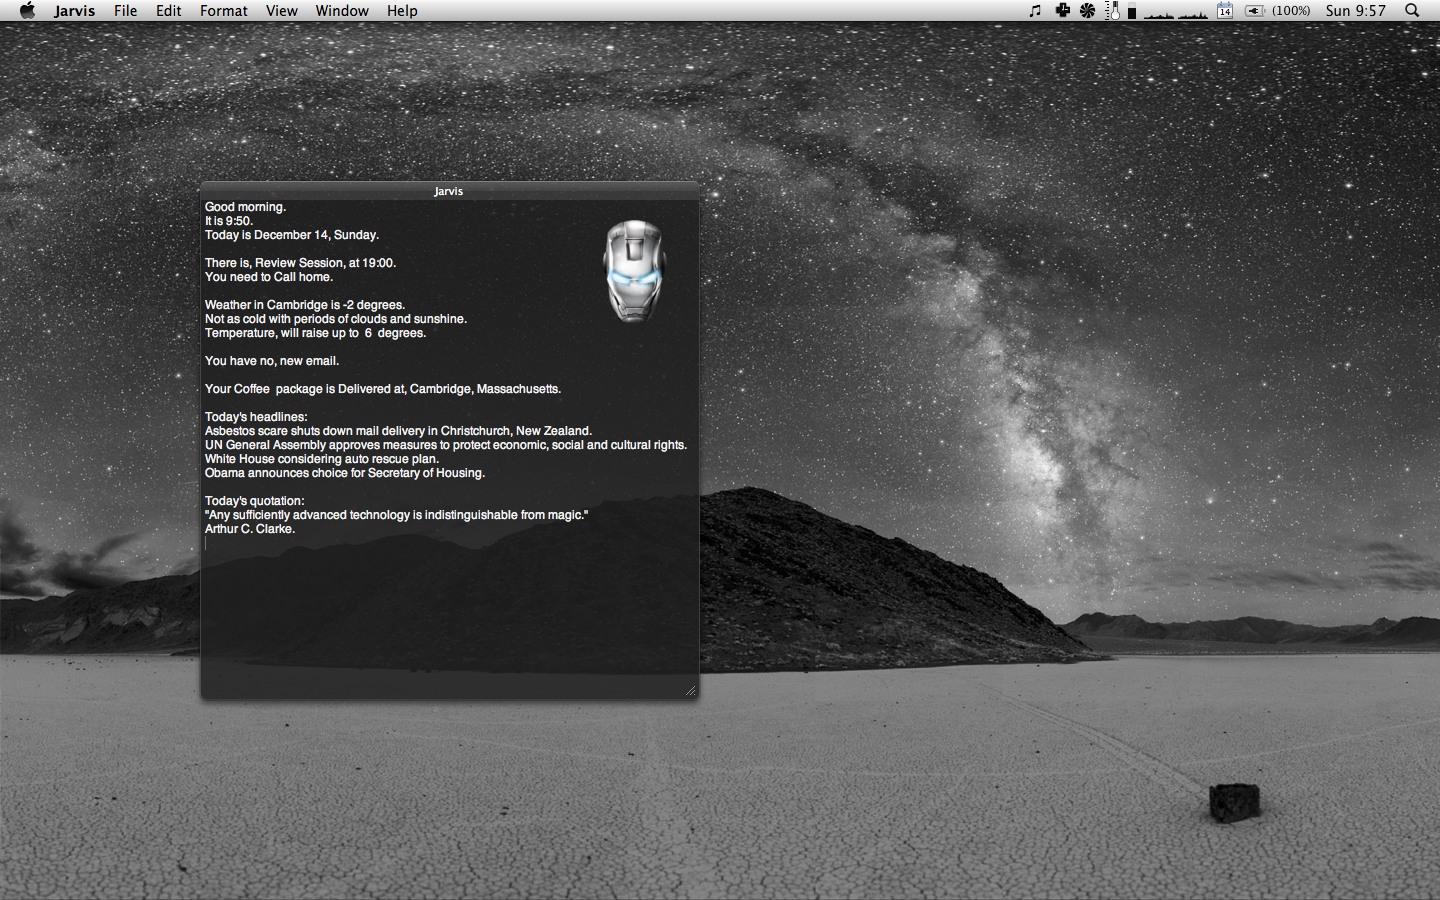 Jarvis File Edit Format View Window Help 14 (100%) Sun 9:57
Jarvis
Good morning.
It is 9:50.
Today is December 14, Sunday.
There is, Review Session, at 19:00.
You need to Call home.
Weather in Cambridge is -2 degrees.
Not as cold with periods of clouds and sunshine.
Temperature, will raise up to  6  degrees.
You have no, new email.
Your Coffee  package is Delivered at, Cambridge, Massachusetts.
Today's headlines:
Asbestos scare shuts down mail delivery in Christchurch, New Zealand.
UN General Assembly approves measures to protect economic, social and cultural rights.
White House considering auto rescue plan.
Obama announces choice for Secretary of Housing.
Today's quotation:
"Any sufficiently advanced technology is indistinguishable from magic."
Arthur C. Clarke.